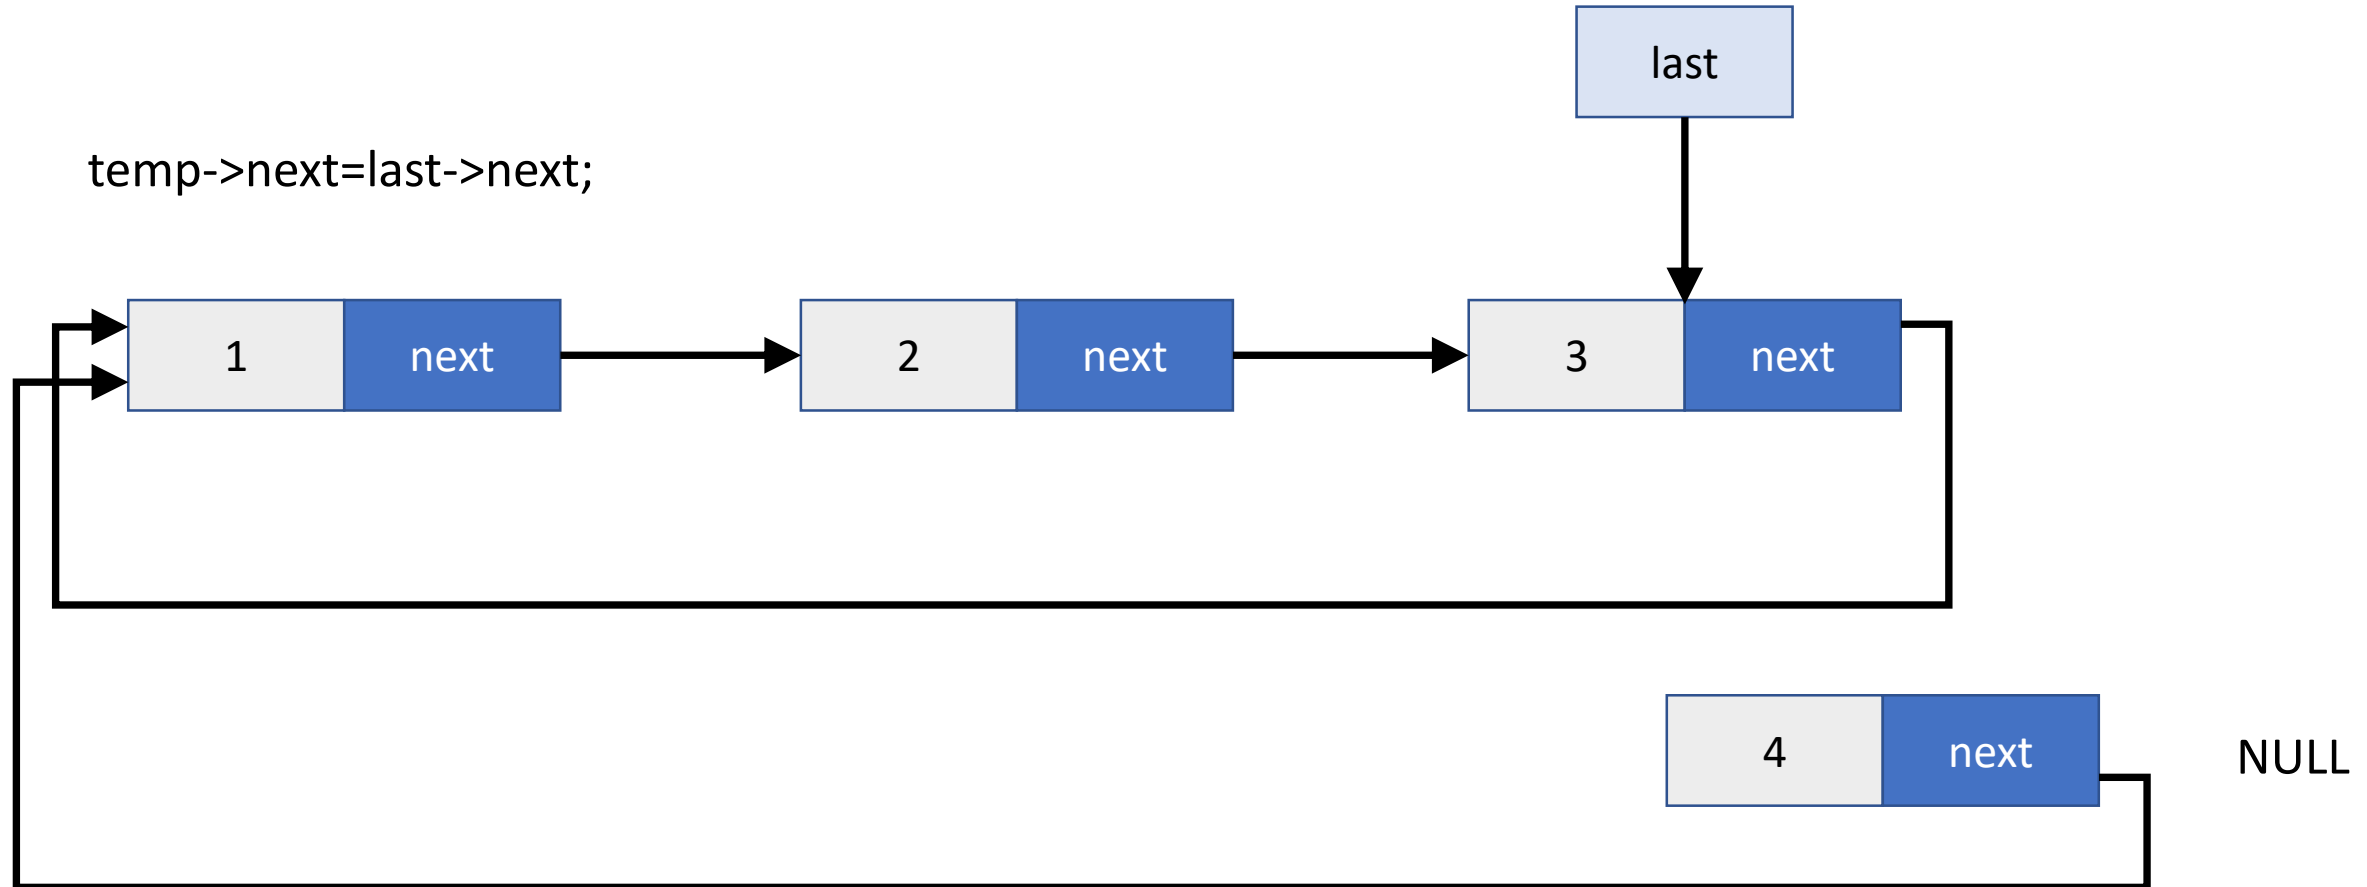 last
temp->next=last->next;
1 next 2 next 3 next
4 next NULL